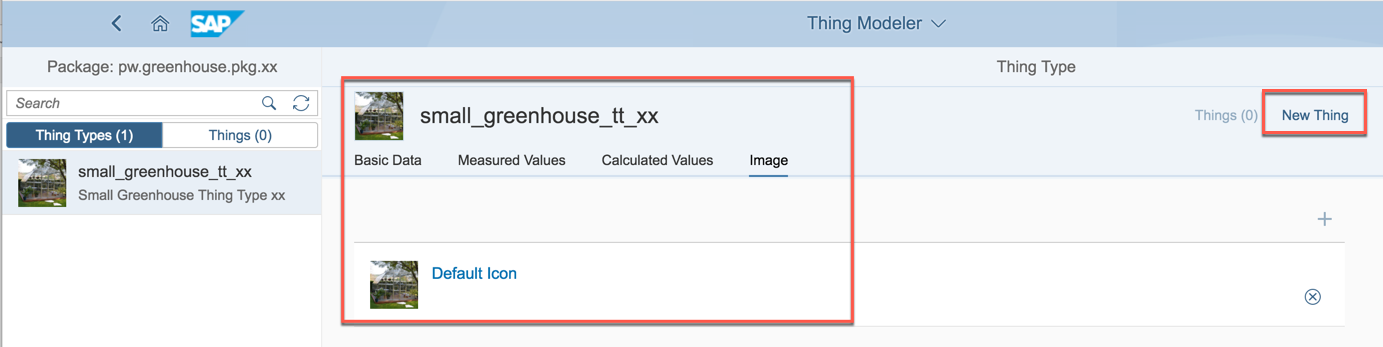 SAP Thing Modeler
Package: pw.greenhouse.pkg.xx
Thing Type
Search
Thing Types (1) Things (0)
small_greenhouse_tt_xx
Small Greenhouse Thing Type xx
small_greenhouse_tt_xx
Things (0) New Thing
Basic Data Measured Values Calculated Values Image
Default Icon